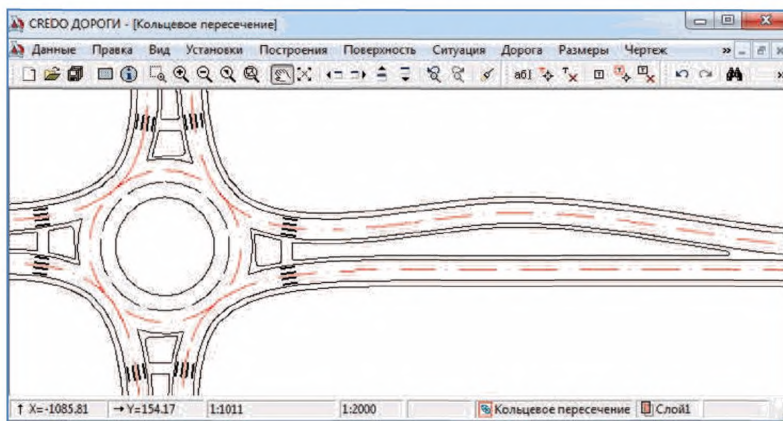 CREDO ДОРОГИ - [Кольцевое пересечение]
Данные Правка Вид Установки Построения Поверхность Ситуация Дорога Размеры Чертеж »
абl T T T T T
↑ X=-1085.81 → Y=154.17 1:1011 1:2000 Кольцевое пересечение Слой1